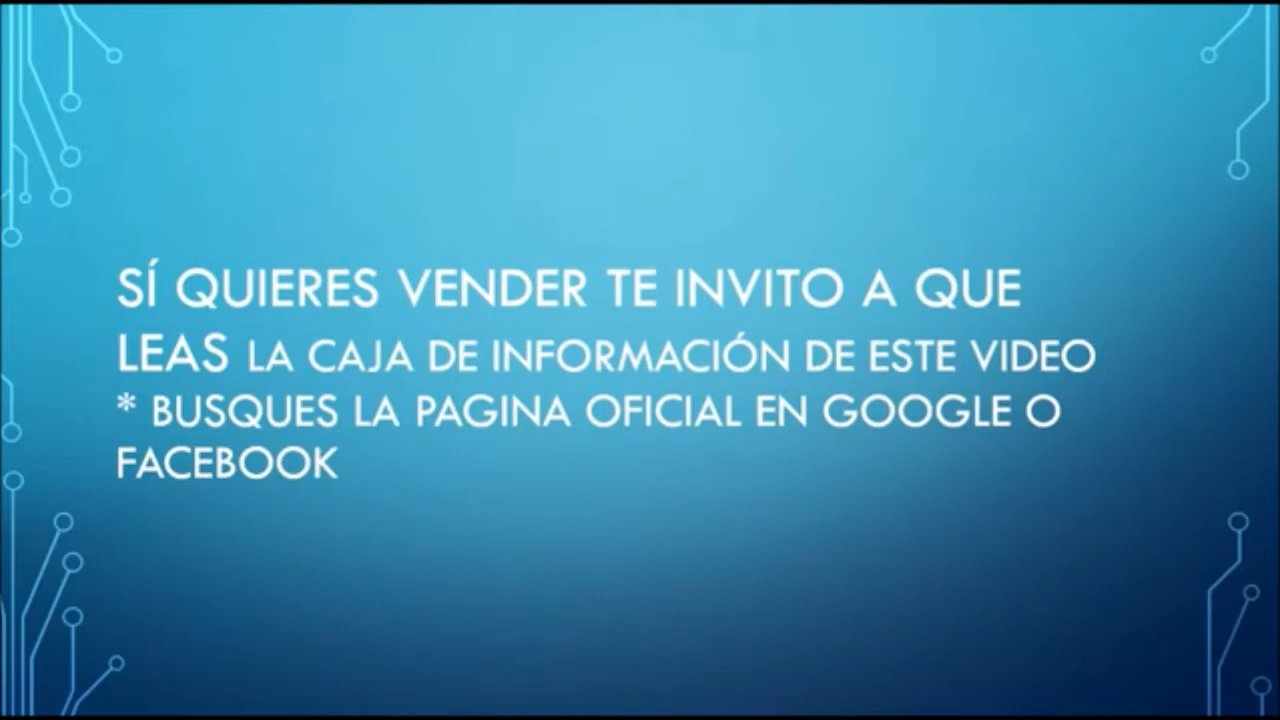 SÍ QUIERES VENDER TE INVITO A QUE
LEAS LA CAJA DE INFORMACIÓN DE ESTE VIDEO
* BUSQUES LA PAGINA OFICIAL EN GOOGLE O
FACEBOOK